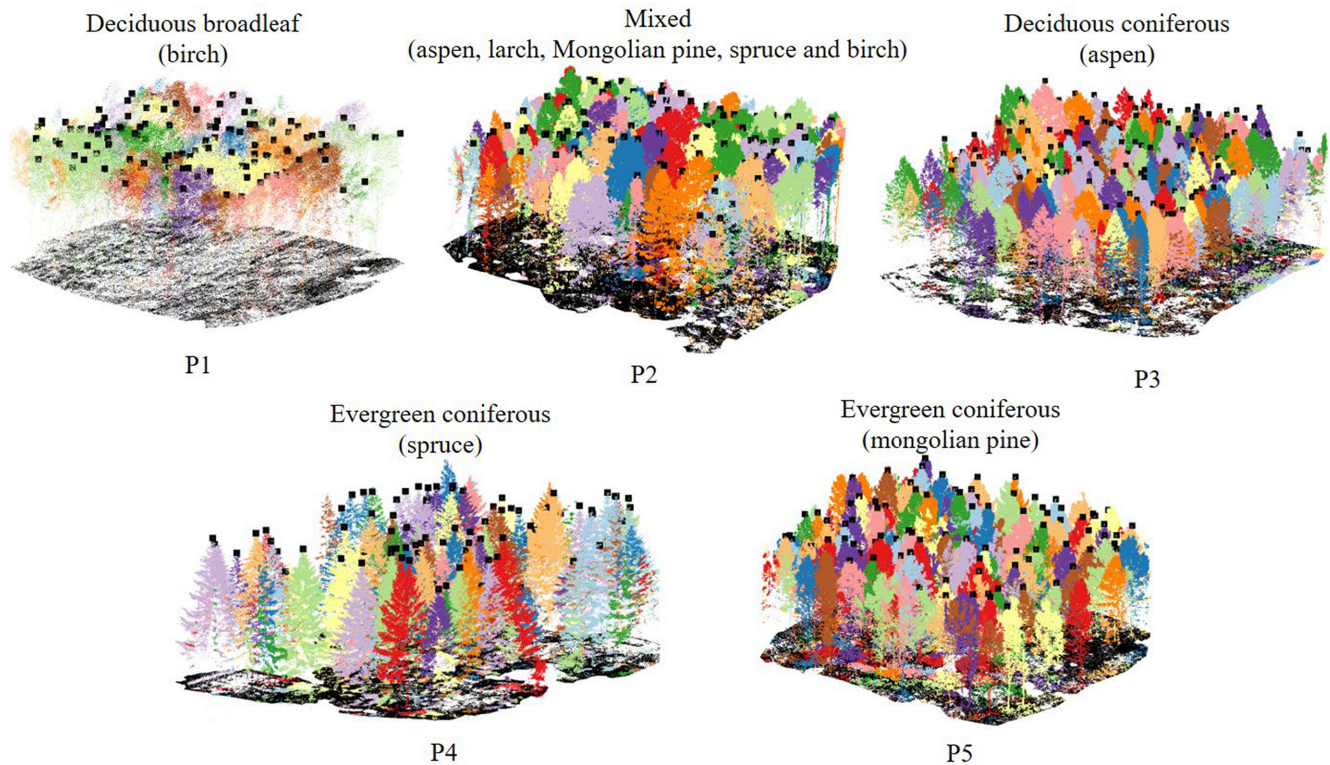 Deciduous broadleaf
(birch)
Mixed
(aspen, larch, Mongolian pine, spruce and birch)
Deciduous coniferous
(aspen)
P1
P2
P3
Evergreen coniferous
(spruce)
Evergreen coniferous
(mongolian pine)
P4
P5